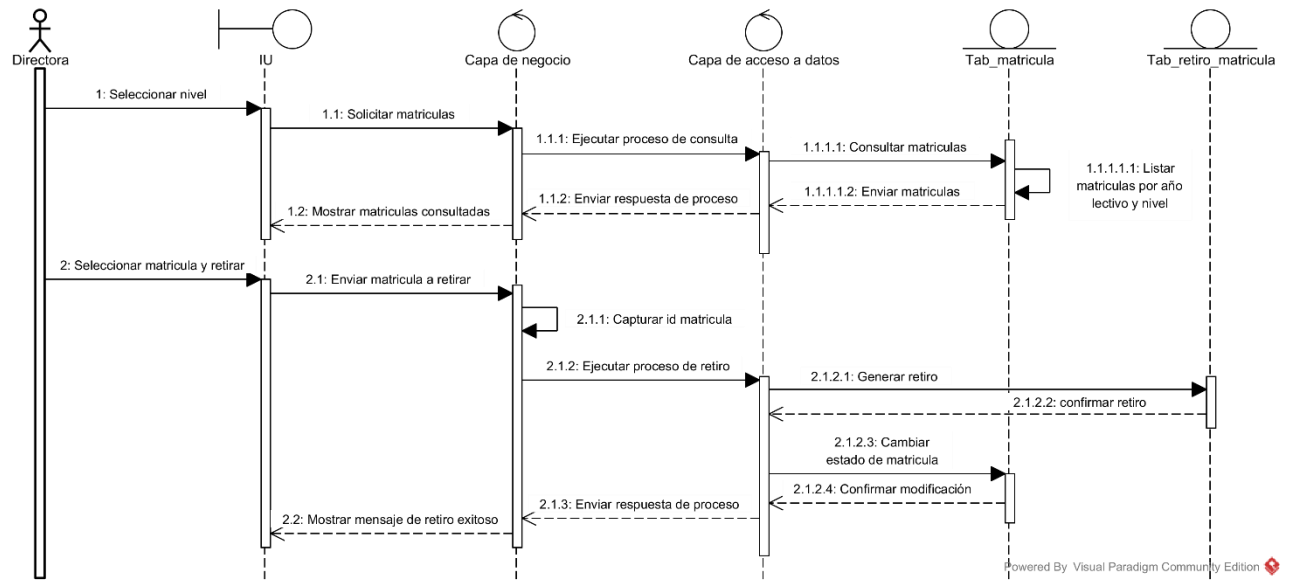 Directora
IU
Capa de negocio
Capa de acceso a datos
Tab_matricula
Tab_retiro_matricula
1: Seleccionar nivel
1.1: Solicitar matriculas
1.1.1: Ejecutar proceso de consulta
1.1.1.1: Consultar matriculas
1.1.1.1.1: Listar
matriculas por año
lectivo y nivel
1.1.1.1.2: Enviar matriculas
1.1.2: Enviar respuesta de proceso
1.2: Mostrar matriculas consultadas
2: Seleccionar matricula y retirar
2.1: Enviar matricula a retirar
2.1.1: Capturar id matricula
2.1.2: Ejecutar proceso de retiro
2.1.2.1: Generar retiro
2.1.2.2: confirmar retiro
2.1.2.3: Cambiar
estado de matricula
2.1.2.4: Confirmar modificación
2.1.3: Enviar respuesta de proceso
2.2: Mostrar mensaje de retiro exitoso
Powered By Visual Paradigm Community Edition